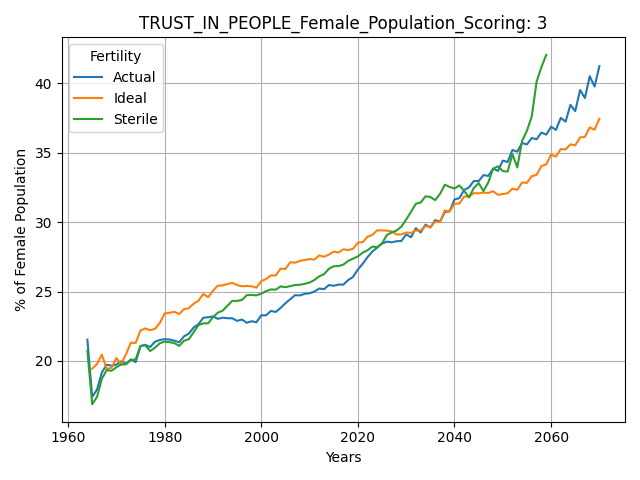 TRUST_IN_PEOPLE_Female_Population_Scoring: 3
Fertility
Actual
Ideal
Sterile
% of Female Population
40
35
30
25
20
1960
1980
2000
2020
2040
2060
Years